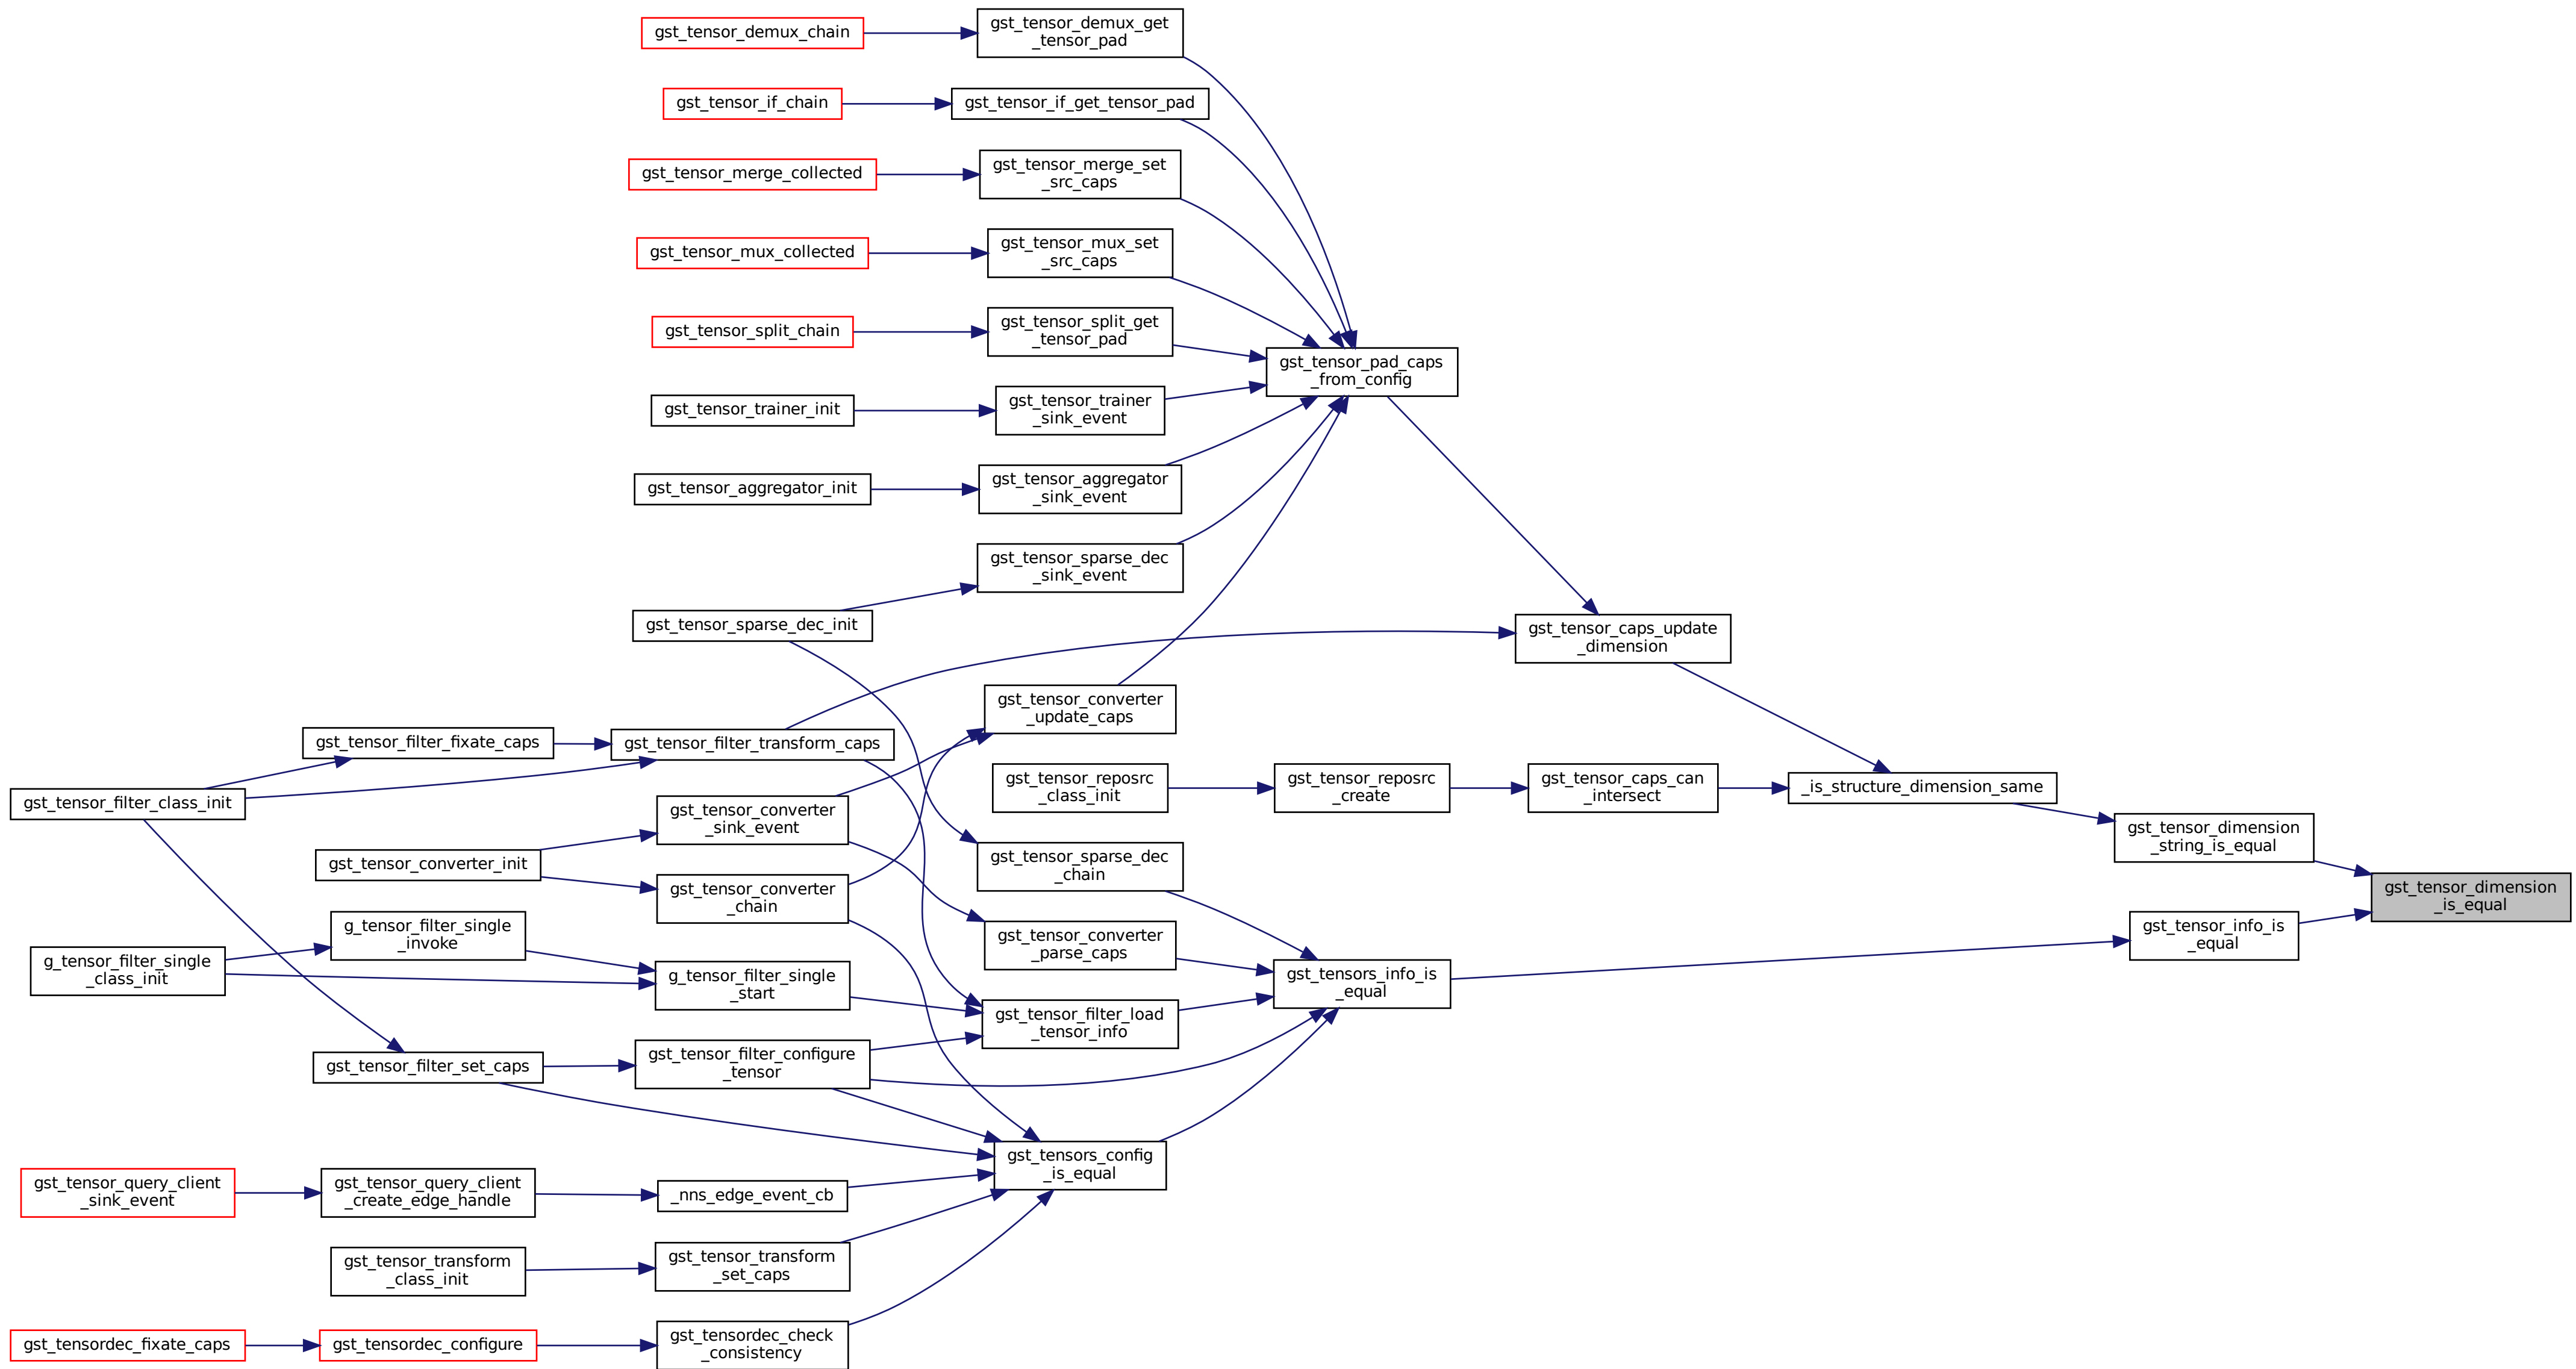 gst_tensor_demux_chain
gst_tensor_demux_get
_tensor_pad
gst_tensor_if_chain
gst_tensor_if_get_tensor_pad
gst_tensor_merge_collected
gst_tensor_merge_set
_src_caps
gst_tensor_mux_collected
gst_tensor_mux_set
_src_caps
gst_tensor_split_chain
gst_tensor_split_get
_tensor_pad
gst_tensor_pad_caps
_from_config
gst_tensor_trainer_init
gst_tensor_trainer
_sink_event
gst_tensor_aggregator_init
gst_tensor_aggregator
_sink_event
gst_tensor_sparse_dec
_sink_event
gst_tensor_sparse_dec_init
gst_tensor_caps_update
_dimension
gst_tensor_converter
_update_caps
gst_tensor_filter_fixate_caps
gst_tensor_filter_transform_caps
gst_tensor_filter_class_init
gst_tensor_converter
_sink_event
gst_tensor_reposrc
_class_init
gst_tensor_reposrc
_create
gst_tensor_caps_can
_intersect
_is_structure_dimension_same
gst_tensor_dimension
_string_is_equal
gst_tensor_converter_init
gst_tensor_converter
_chain
gst_tensor_sparse_dec
_chain
gst_tensor_dimension
_is_equal
g_tensor_filter_single
_invoke
gst_tensor_converter
_parse_caps
gst_tensor_info_is
_equal
g_tensor_filter_single
_class_init
g_tensor_filter_single
_start
gst_tensors_info_is
_equal
gst_tensor_filter_load
_tensor_info
gst_tensor_filter_set_caps
gst_tensor_filter_configure
_tensor
gst_tensors_config
_is_equal
gst_tensor_query_client
_sink_event
gst_tensor_query_client
_create_edge_handle
_nns_edge_event_cb
gst_tensor_transform
_class_init
gst_tensor_transform
_set_caps
gst_tensordec_fixate_caps
gst_tensordec_configure
gst_tensordec_check
_consistency